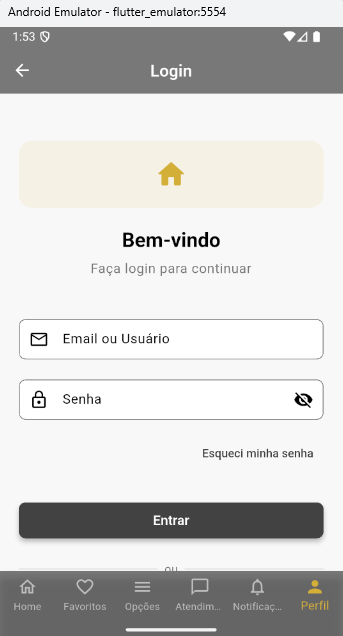 Android Emulator - flutter_emulator:5554
1:53
Login
Bem-vindo
Faça login para continuar
Email ou Usuário
Senha
Esqueci minha senha
Entrar
ou
Home
Favoritos
Opções
Atendim...
Notificaç...
Perfil